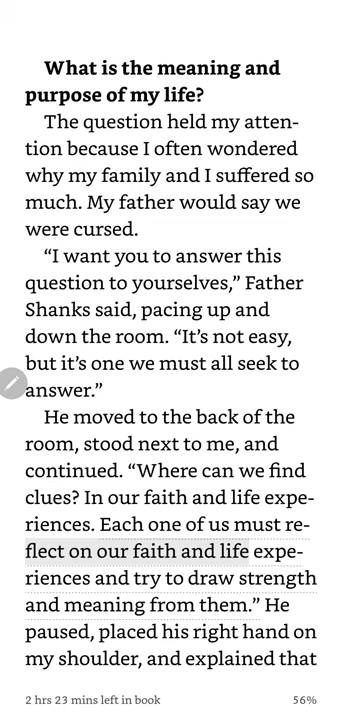 What is the meaning and
purpose of my life?
The question held my atten-
tion because I often wondered
why my family and I suffered so
much. My father would say we
were cursed.
“I want you to answer this
question to yourselves,” Father
Shanks said, pacing up and
down the room. “It’s not easy,
but it’s one we must all seek to
answer.”
He moved to the back of the
room, stood next to me, and
continued. “Where can we find
clues? In our faith and life expe-
riences. Each one of us must re-
flect on our faith and life expe-
riences and try to draw strength
and meaning from them.” He
paused, placed his right hand on
my shoulder, and explained that
2 hrs 23 mins left in book 56%